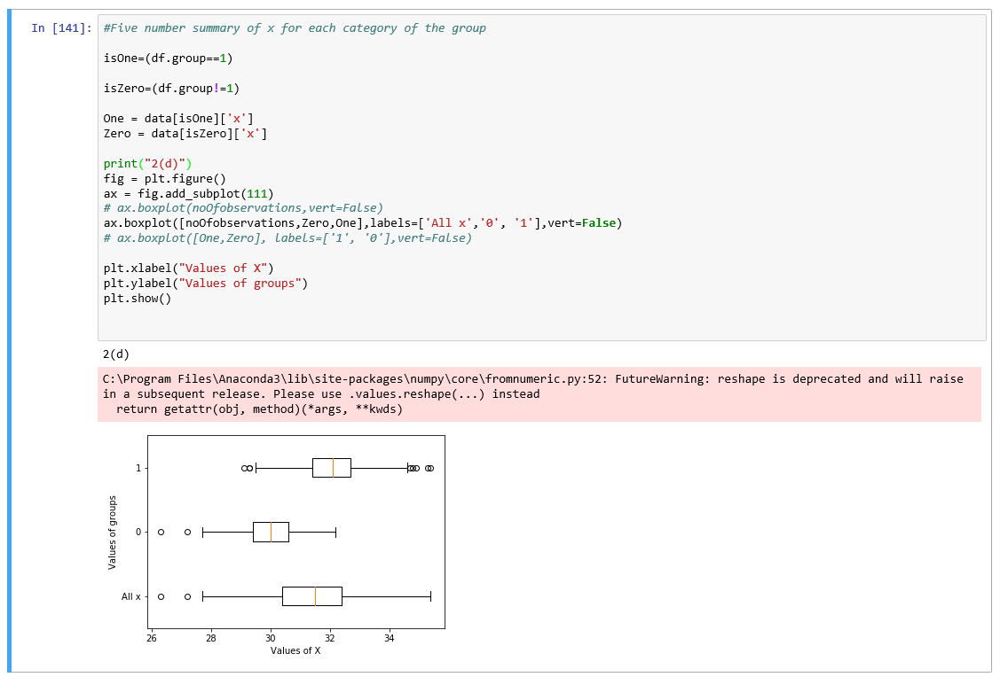 In [141]:
#Five number summary of x for each category of the group
isOne=(df.group==1)
isZero=(df.group!=1)
One = data[isOne]['x']
Zero = data[isZero]['x']
print("2(d)")
fig = plt.figure()
ax = fig.add_subplot(111)
# ax.boxplot(noOfobservations,vert=False)
ax.boxplot([noOfobservations,Zero,One],labels=['All x','0', '1'],vert=False)
# ax.boxplot([One,Zero], labels=['1', '0'],vert=False)
plt.xlabel("Values of X")
plt.ylabel("Values of groups")
plt.show()
2(d)
C:\Program Files\Anaconda3\lib\site-packages\numpy\core\fromnumeric.py:52: FutureWarning: reshape is deprecated and will raise
in a subsequent release. Please use .values.reshape(...) instead
return getattr(obj, method)(*args, **kwds)
Values of groups
1
0
All x
26 28 30 32 34
Values of X